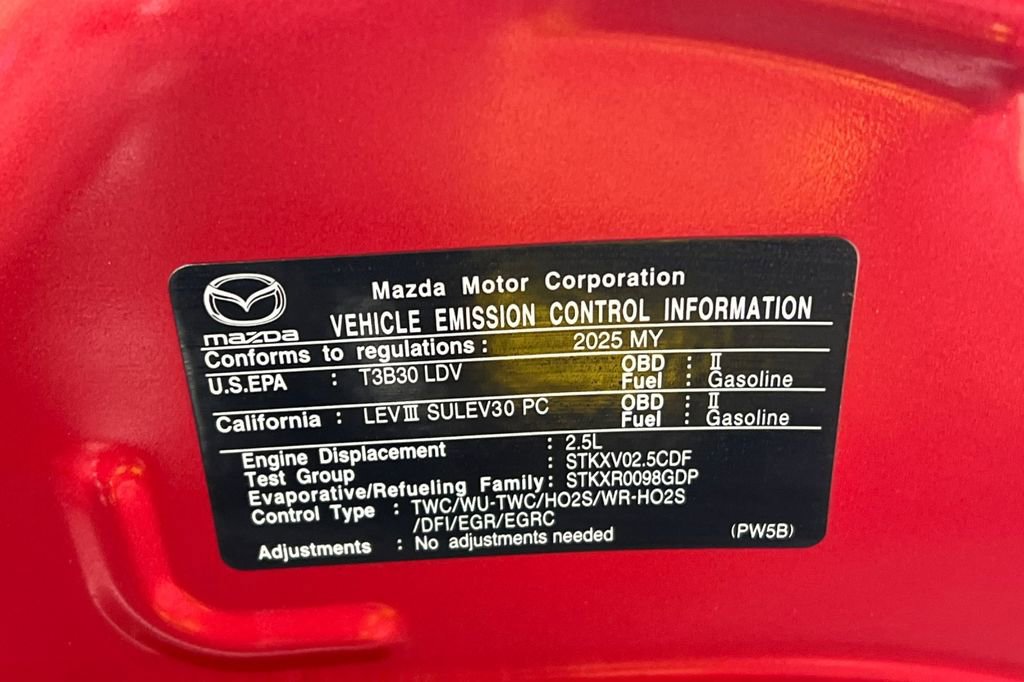 mazda
Mazda Motor Corporation
VEHICLE EMISSION CONTROL INFORMATION
Conforms to regulations : 2025 MY
U.S.EPA : T3B30 LDV OBD : II
Fuel : Gasoline
California : LEVIII SULEV30 PC OBD : II
Fuel : Gasoline
Engine Displacement : 2.5L
Test Group : STKXV02.5CDF
Evaporative/Refueling Family : STKXR0098GDP
Control Type : TWC/WU-TWC/HO2S/WR-HO2S
/DFI/EGR/EGRC
Adjustments : No adjustments needed
(PW5B)